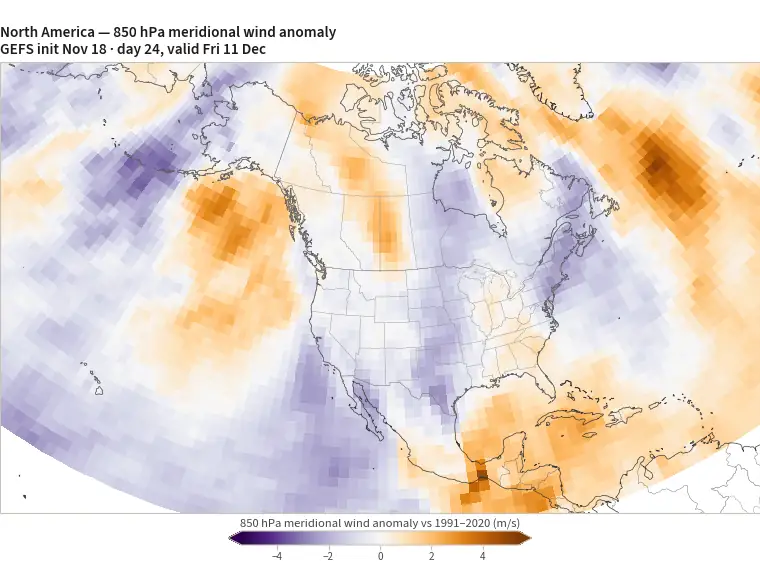 North America — 850 hPa meridional wind anomaly
GEFS init Nov 18 · day 24, valid Fri 11 Dec
850 hPa meridional wind anomaly vs 1991–2020 (m/s)
−4 −2 0 2 4